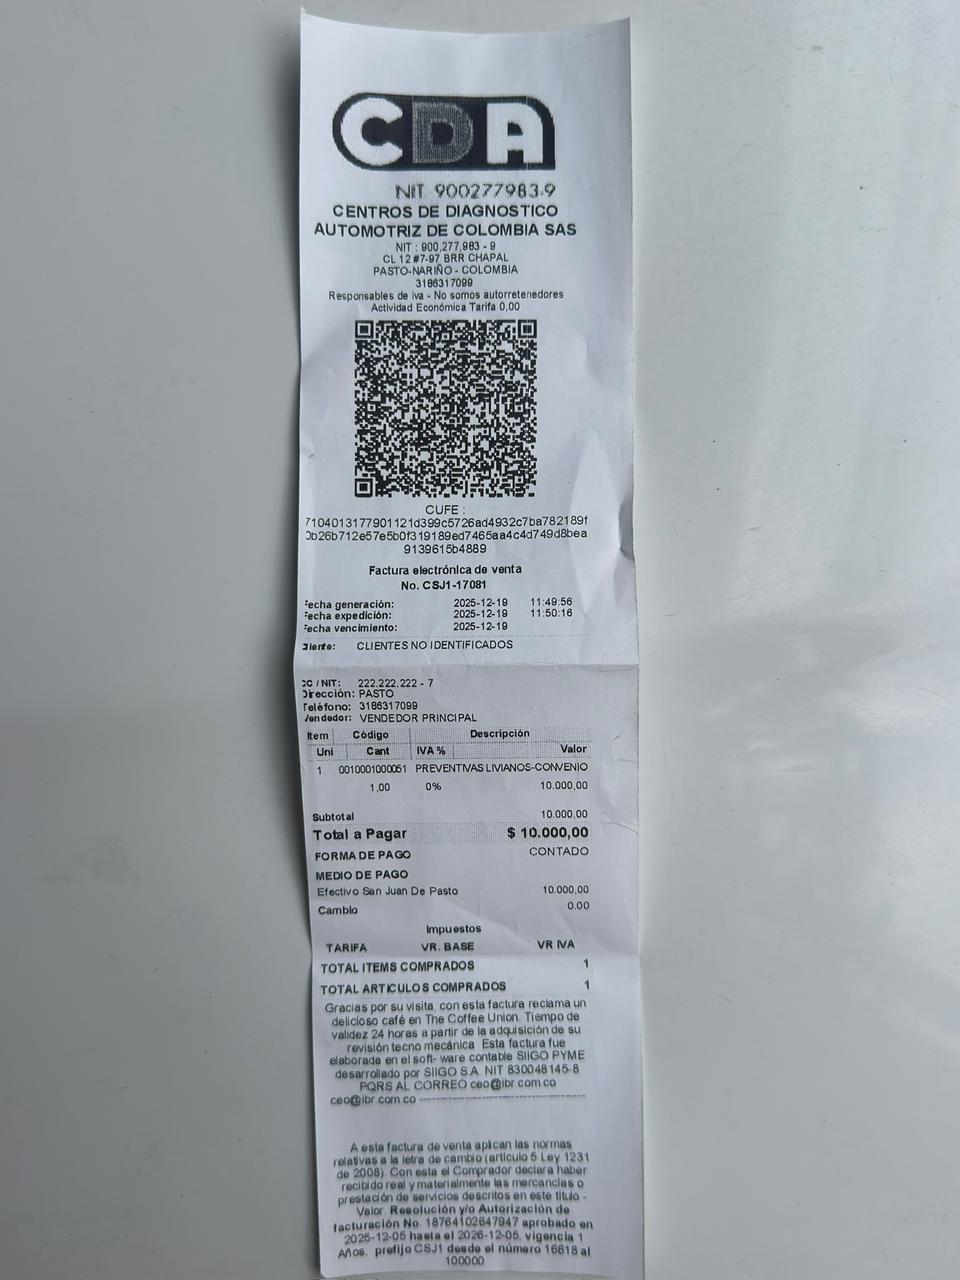 CDA
NIT. 900277983-9
CENTROS DE DIAGNOSTICO
AUTOMOTRIZ DE COLOMBIA SAS
NIT : 900,277,983 - 9
CL 12 #7-97 BRR CHAPAL
PASTO-NARIÑO - COLOMBIA
3186317099
Responsables de iva - No somos autorretenedores
Actividad Económica Tarifa 0,00
CUFE :
71040131779011​21d399c5726ad4932c7ba782189f
0b26b712e57e5b0f319189ed7465aa4c4d749d8bea
9139615b4889
Factura electrónica de venta
No. CSJ1-17081
Fecha generación: 2025-12-19 11:49:56
Fecha expedición: 2025-12-19 11:50:16
Fecha vencimiento: 2025-12-19
Cliente: CLIENTES NO IDENTIFICADOS
CC / NIT: 222,222,222 - 7
Dirección: PASTO
Teléfono: 3186317099
Vendedor: VENDEDOR PRINCIPAL
Item Código Descripción
Uni Cant IVA % Valor
1 0010001000051 PREVENTIVAS LIVIANOS-CONVENIO
1,00 0% 10.000,00
Subtotal 10.000,00
Total a Pagar $ 10.000,00
FORMA DE PAGO CONTADO
MEDIO DE PAGO
Efectivo San Juan De Pasto 10.000,00
Cambio 0.00
Impuestos
TARIFA VR. BASE VR IVA
TOTAL ITEMS COMPRADOS 1
TOTAL ARTICULOS COMPRADOS 1
Gracias por su visita, con esta factura reclama un
delicioso café en The Coffee Union. Tiempo de
validez 24 horas a partir de la adquisición de su
revisión tecno mecánica Esta factura fue
elaborada en el soft- ware contable SIIGO PYME
desarrollado por SIIGO S.A. NIT 830048145-8
PQRS AL CORREO ceo@ibr.com.co
ceo@ibr.com.co --------------------------------
A esta factura de venta aplican las normas
relativas a la letra de cambio (artículo 5 Ley 1231
de 2008). Con esta el Comprador declara haber
recibido real y materialmente las mercancías o
prestación de servicios descritos en este título -
Valor. Resolución y/o Autorización de
facturación No. 18764102647947 aprobado en
2025-12-05 hasta el 2026-12-05, vigencia 1
Años, prefijo CSJ1 desde el número 16618 al
100000